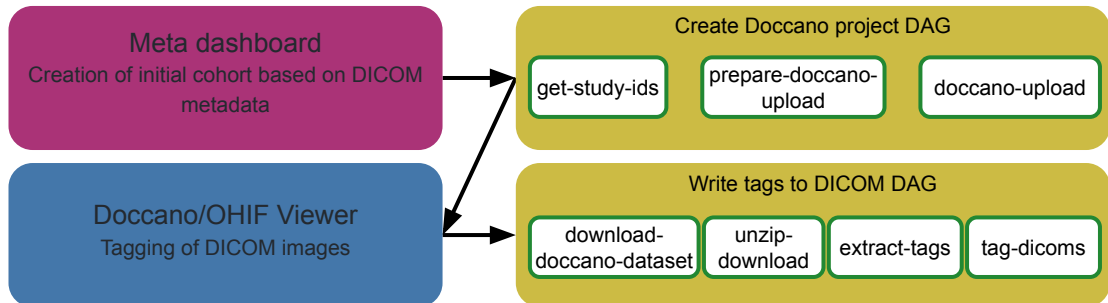 Meta dashboard
Creation of initial cohort based on DICOM
metadata
Create Doccano project DAG
get-study-ids
prepare-doccano-
upload
doccano-upload
Doccano/OHIF Viewer
Tagging of DICOM images
Write tags to DICOM DAG
download-
doccano-dataset
unzip-
download
extract-tags
tag-dicoms